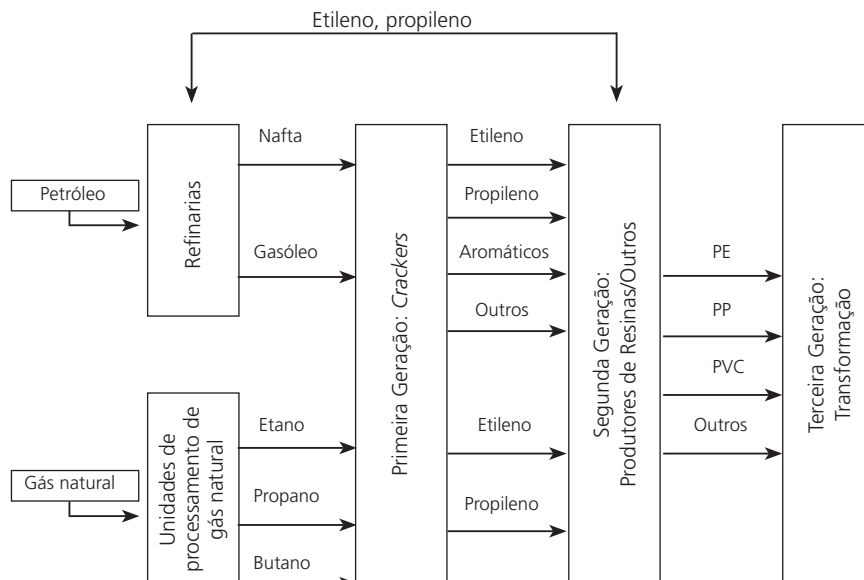 Etileno, propileno
Petróleo
Refinarias
Nafta
Gasóleo
Primeira Geração: Crackers
Etileno
Propileno
Aromáticos
Outros
Segunda Geração:
Produtores de Resinas/Outros
PE
PP
PVC
Outros
Terceira Geração:
Transformação
Gás natural
Unidades de
processamento de
gás natural
Etano
Propano
Butano
Etileno
Propileno